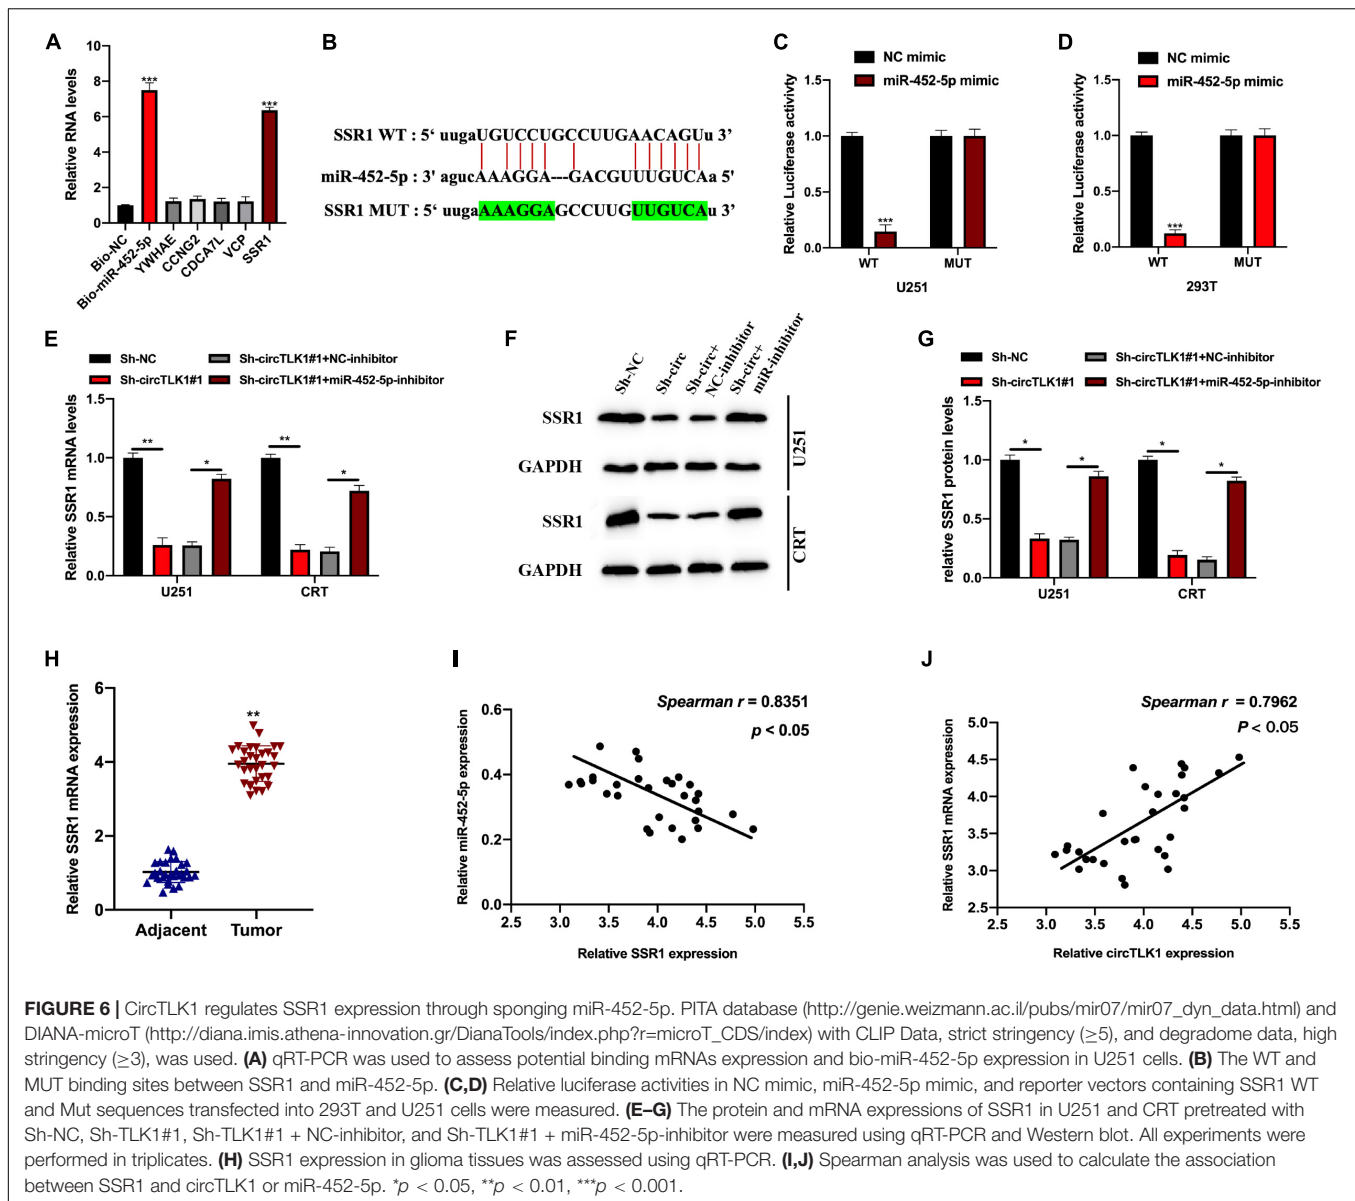 A
Relative RNA levels
10
8
6
4
2
0
***
***
Bio-NC
Bio-miR-452-5p
YWHAE
CCNG2
CDCA7L
VCP
SSR1
B
SSR1 WT : 5‘ uugaUGUCCUGCCUUGAACAGUu 3’
miR-452-5p : 3' agucAAAGGA---GACGUUUGUCAa 5'
SSR1 MUT : 5‘ uugaAAAGGAGCCUUGUUGUCAu 3’
C
NC mimic
miR-452-5p mimic
Relative Luciferase activivty
1.5
1.0
0.5
0.0
***
WT
MUT
U251
D
NC mimic
miR-452-5p mimic
Relative Luciferase activivty
1.5
1.0
0.5
0.0
***
WT
MUT
293T
E
Sh-NC
Sh-circTLK1#1+NC-inhibitor
Sh-circTLK1#1
Sh-circTLK1#1+miR-452-5p-inhibitor
Relative SSR1 mRNA levels
1.5
1.0
0.5
0.0
**
*
**
*
U251
CRT
F
Sh-NC
Sh-circ
Sh-circ+
NC-inhibitor
Sh-circ+
miR-inhibitor
SSR1
GAPDH
U251
SSR1
GAPDH
CRT
G
Sh-NC
Sh-circTLK1#1+NC-inhibitor
Sh-circTLK1#1
Sh-circTLK1#1+miR-452-5p-inhibitor
relative SSR1 protein levels
1.5
1.0
0.5
0.0
*
*
*
*
U251
CRT
H
Relative SSR1 mRNA expression
6
4
2
0
**
Adjacent
Tumor
I
Spearman r = 0.8351
p < 0.05
Relative miR-452-5p expression
0.6
0.4
0.2
0.0
2.5 3.0 3.5 4.0 4.5 5.0 5.5
Relative SSR1 expression
J
Spearman r = 0.7962
P < 0.05
Relative SSR1 mRNA expression
5.0
4.5
4.0
3.5
3.0
2.5
2.5 3.0 3.5 4.0 4.5 5.0 5.5
Relative circTLK1 expression
FIGURE 6 | CircTLK1 regulates SSR1 expression through sponging miR-452-5p. PITA database (http://genie.weizmann.ac.il/pubs/mir07/mir07_dyn_data.html) and
DIANA-microT (http://diana.imis.athena-innovation.gr/DianaTools/index.php?r=microT_CDS/index) with CLIP Data, strict stringency (≥5), and degradome data, high
stringency (≥3), was used. (A) qRT-PCR was used to assess potential binding mRNAs expression and bio-miR-452-5p expression in U251 cells. (B) The WT and
MUT binding sites between SSR1 and miR-452-5p. (C,D) Relative luciferase activities in NC mimic, miR-452-5p mimic, and reporter vectors containing SSR1 WT
and Mut sequences transfected into 293T and U251 cells were measured. (E–G) The protein and mRNA expressions of SSR1 in U251 and CRT pretreated with
Sh-NC, Sh-TLK1#1, Sh-TLK1#1 + NC-inhibitor, and Sh-TLK1#1 + miR-452-5p-inhibitor were measured using qRT-PCR and Western blot. All experiments were
performed in triplicates. (H) SSR1 expression in glioma tissues was assessed using qRT-PCR. (I,J) Spearman analysis was used to calculate the association
between SSR1 and circTLK1 or miR-452-5p. *p < 0.05, **p < 0.01, ***p < 0.001.